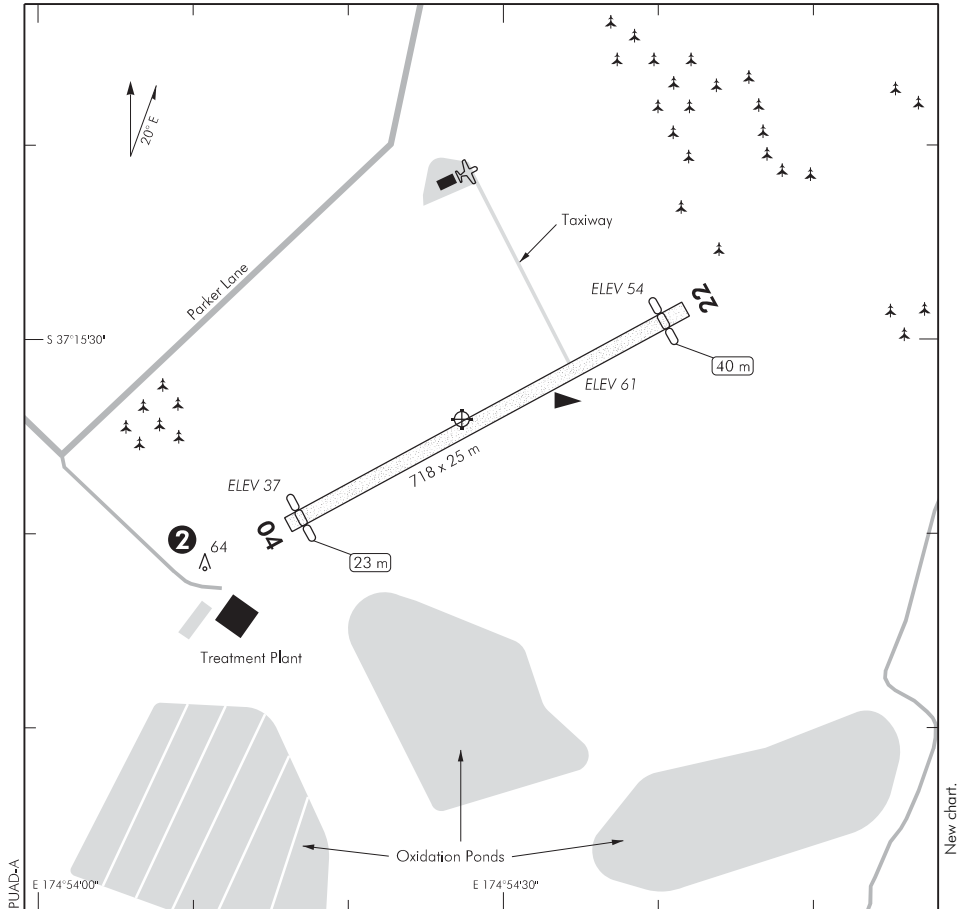 20° E
Taxiway
Parker Lane
ELEV 54
22
S 37°15'30"
40 m
ELEV 61
718 x 25 m
ELEV 37
04
2
64
23 m
Treatment Plant
Oxidation Ponds
E 174°54'00"
E 174°54'30"
PUAD-A
New chart.